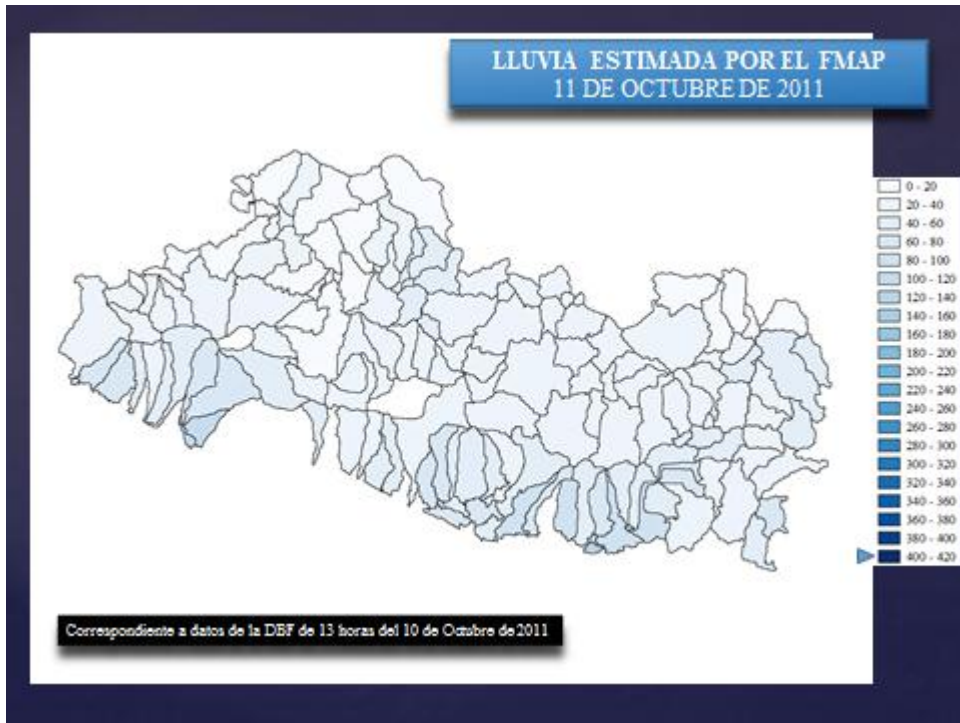 LLUVIA ESTIMADA POR EL FMAP
11 DE OCTUBRE DE 2011
0 - 20
20 - 40
40 - 60
60 - 80
80 - 100
100 - 120
120 - 140
140 - 160
160 - 180
180 - 200
200 - 220
220 - 240
240 - 260
260 - 280
280 - 300
300 - 320
320 - 340
340 - 360
360 - 380
380 - 400
400 - 420
Correspondiente a datos de la DBF de 13 horas del 10 de Octubre de 2011